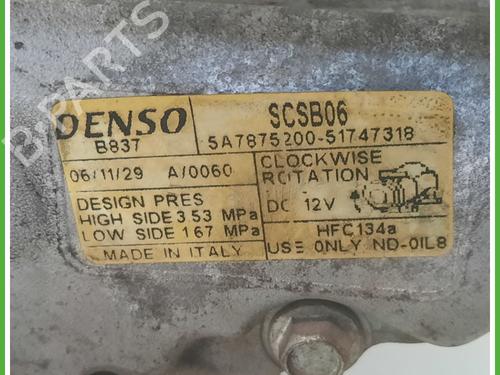 B-PARTS
DENSO
SCSB06
B837
5A7875200-51747318
06/11/29 A/0060
CLOCKWISE
ROTATION
DESIGN PRES
HIGH SIDE 3 53 MPa
LOW SIDE 1 67 MPa
DC 12V
HFC134a
MADE IN ITALY
USE ONLY ND-OIL8